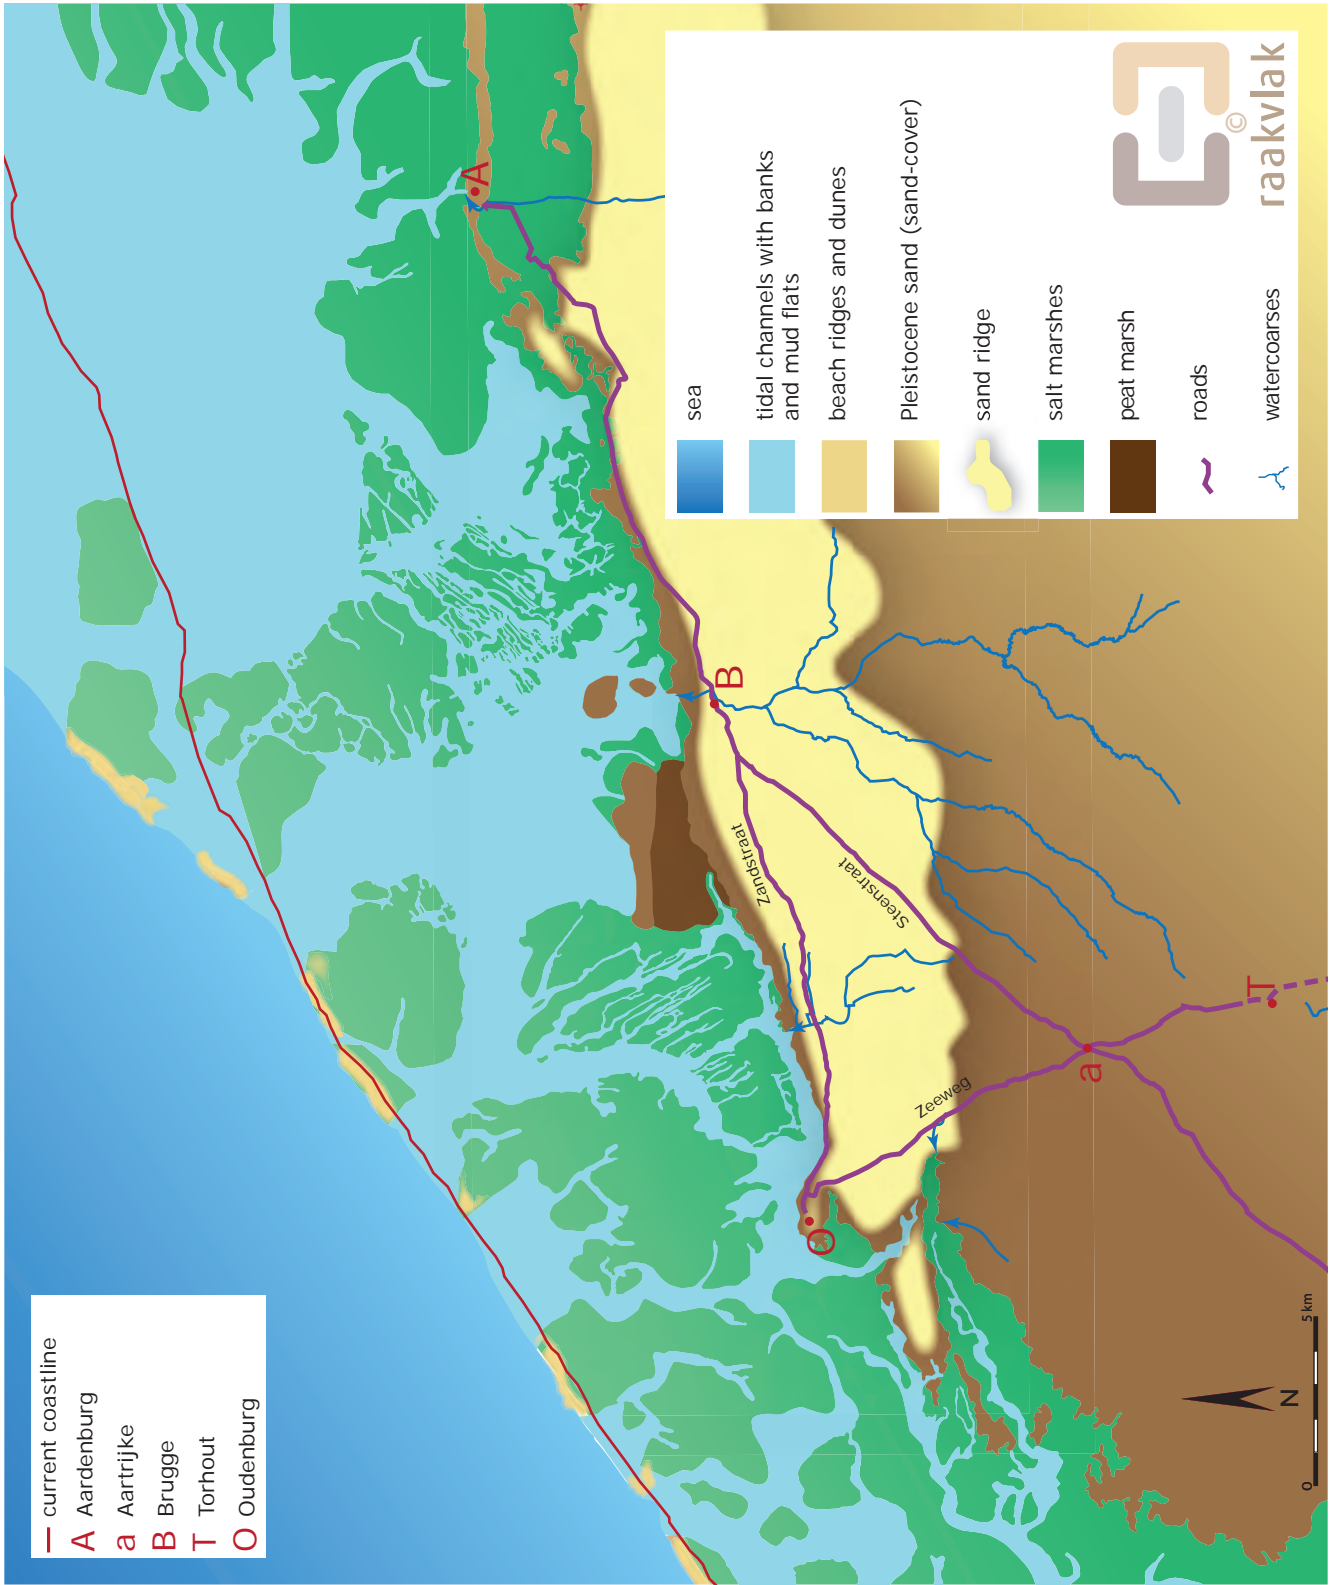 current coastline
A Aardenburg
a Aartrijke
B Brugge
T Torhout
O Oudenburg
A
B
Zandstraat
Steenstraat
O
Zeeweg
a
T
sea
tidal channels with banks
and mud flats
beach ridges and dunes
Pleistocene sand (sand-cover)
sand ridge
salt marshes
peat marsh
roads
watercoarses
©
raakvlak
N
0 5 km